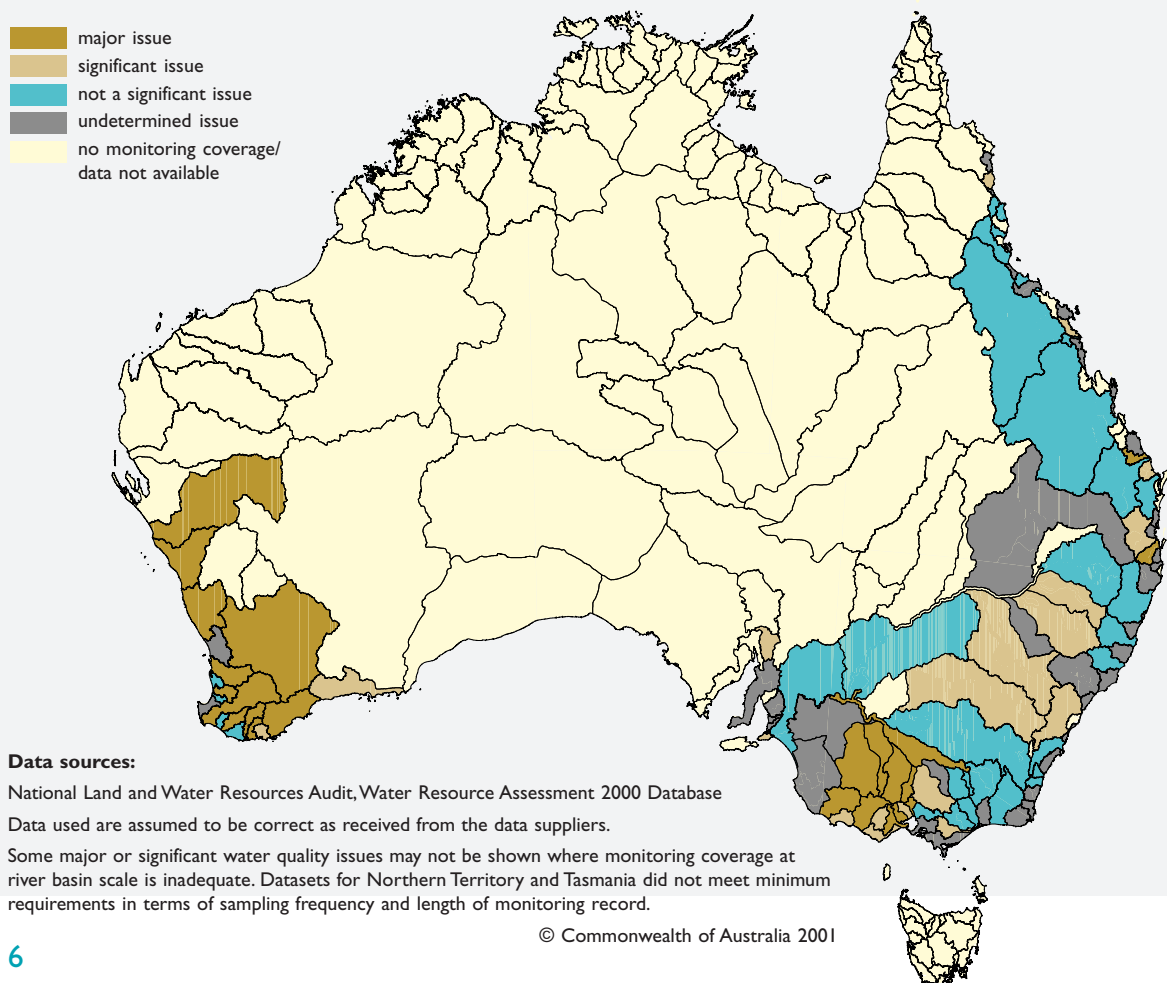 major issue
significant issue
not a significant issue
undetermined issue
no monitoring coverage/
data not available
Data sources:
National Land and Water Resources Audit, Water Resource Assessment 2000 Database
Data used are assumed to be correct as received from the data suppliers.
Some major or significant water quality issues may not be shown where monitoring coverage at
river basin scale is inadequate. Datasets for Northern Territory and Tasmania did not meet minimum
requirements in terms of sampling frequency and length of monitoring record.
© Commonwealth of Australia 2001
6